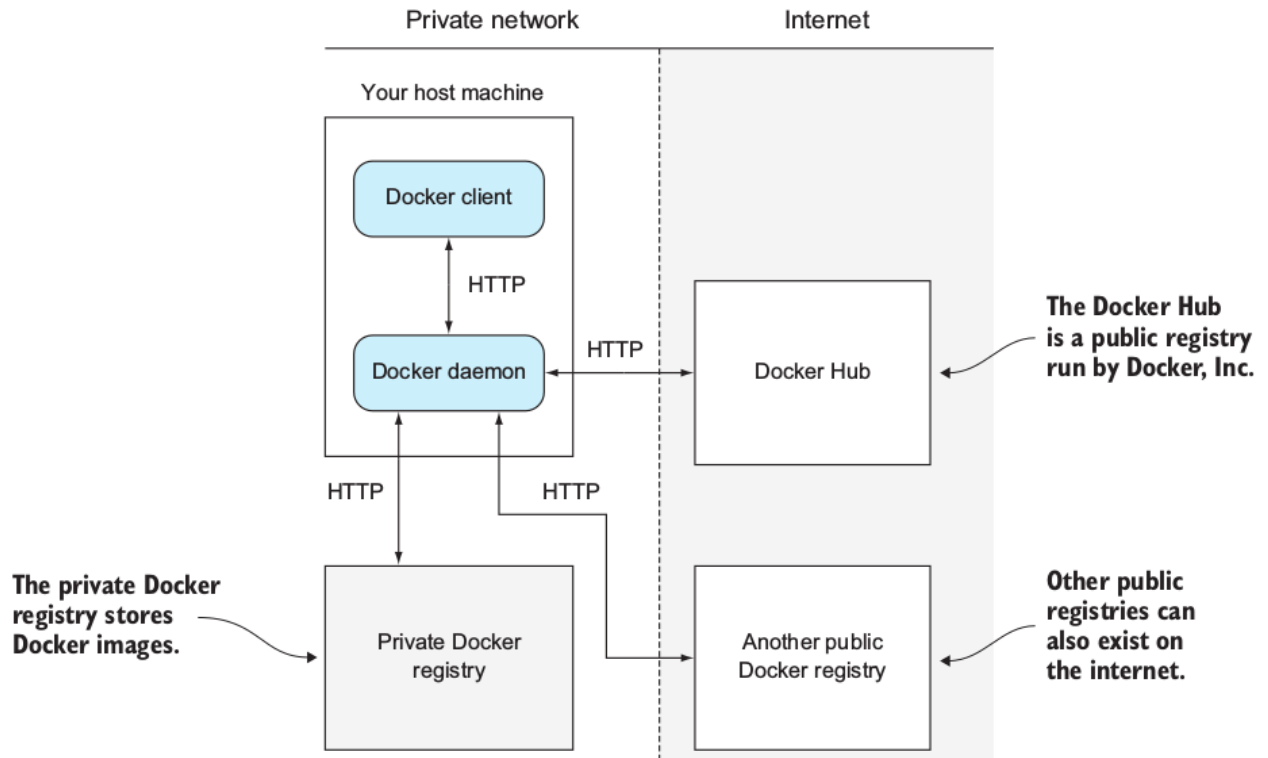 Private network
Internet
Your host machine
Docker client
HTTP
Docker daemon
HTTP
Docker Hub
The Docker Hub
is a public registry
run by Docker, Inc.
HTTP
HTTP
The private Docker
registry stores
Docker images.
Private Docker
registry
Another public
Docker registry
Other public
registries can
also exist on
the internet.